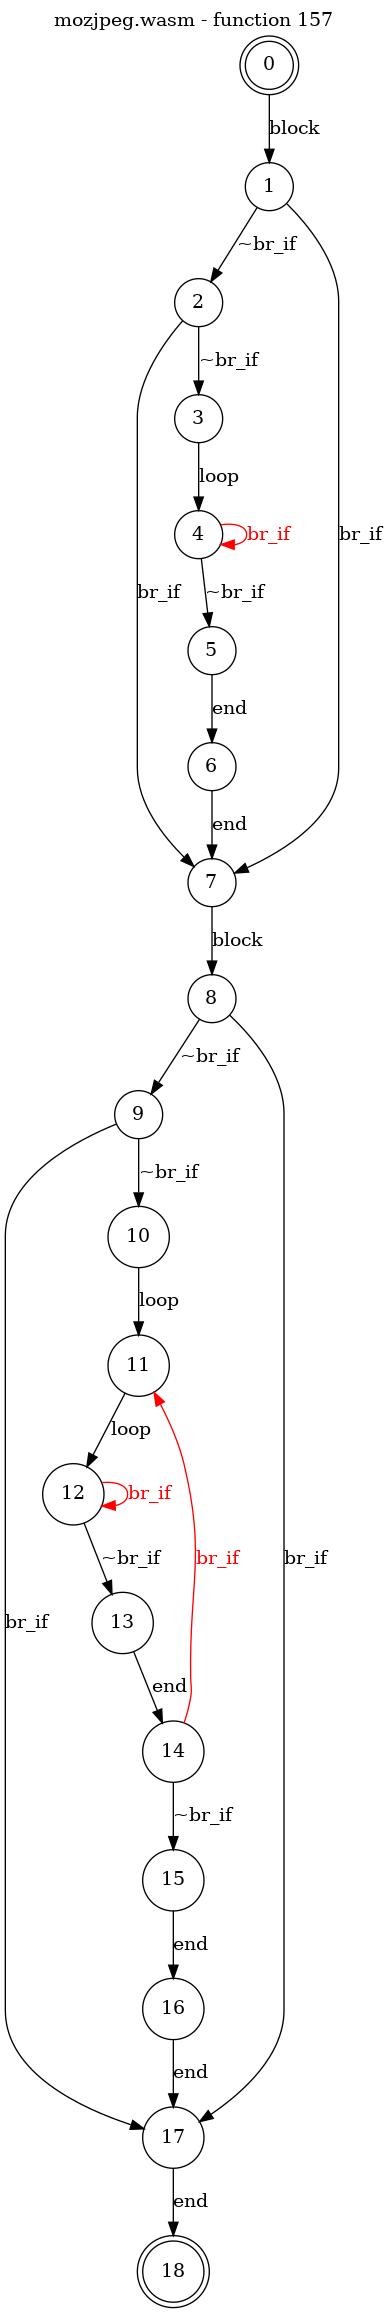 mozjpeg.wasm - function 157
0
block
1
~br_if
2
~br_if
3
loop
br_if
4
br_if
br_if
~br_if
5
end
6
end
7
block
8
~br_if
9
~br_if
10
loop
11
loop
12
br_if
~br_if
br_if
br_if
br_if
13
end
14
~br_if
15
end
16
end
17
end
18